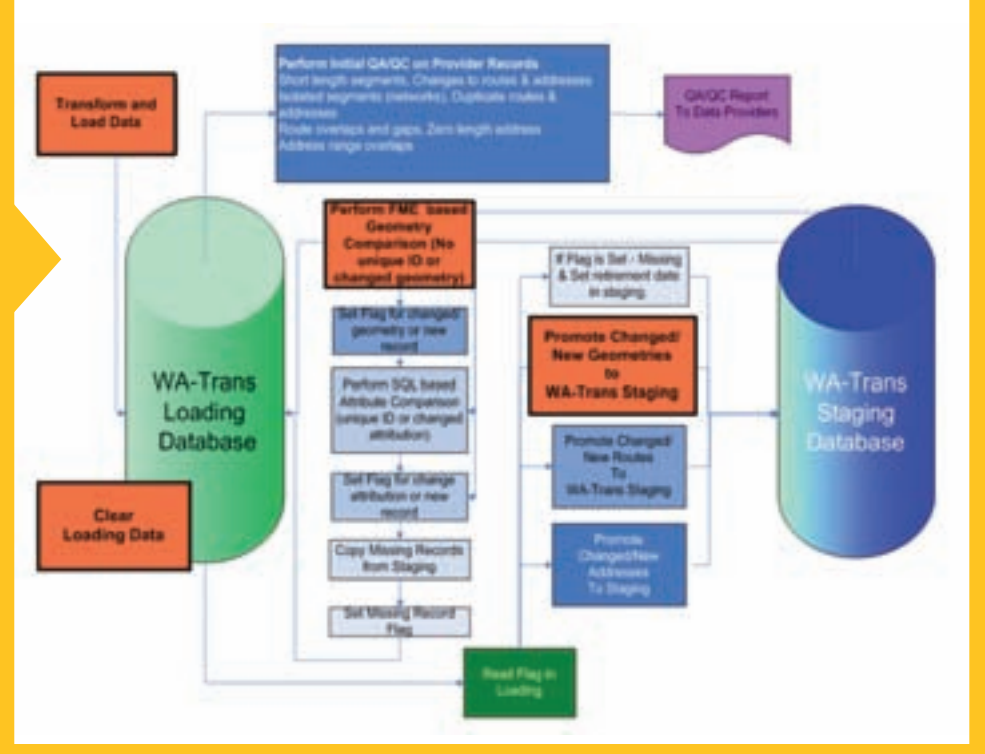 Transform and
Load Data
Perform Initial QA/QC on Provider Records
Short length segments, Changes to routes & addresses
Isolated segments (networks), Duplicate routes &
addresses
Route overlaps and gaps, Zero length address
Address range overlaps
QA/QC Report
To Data Providers
WA-Trans
Loading
Database
Clear
Loading Data
Perform FME based
Geometry
Comparison (No
unique ID or
changed geometry)
Set Flag for changed/
geometry or new
record
Perform SQL based
Attribute Comparison
(unique ID or changed
attribution)
Set Flag for change
attribution or new
record
Copy Missing Records
from Staging
Set Missing Record
Flag
If Flag is Set - Missing
& Set retirement date
in staging.
Promote Changed/
New Geometries
to
WA-Trans Staging
Promote Changed/
New Routes
To
WA-Trans Staging
Promote
Changed/New
Addresses
To Staging
Read Flag in
Loading
WA-Trans
Staging
Database